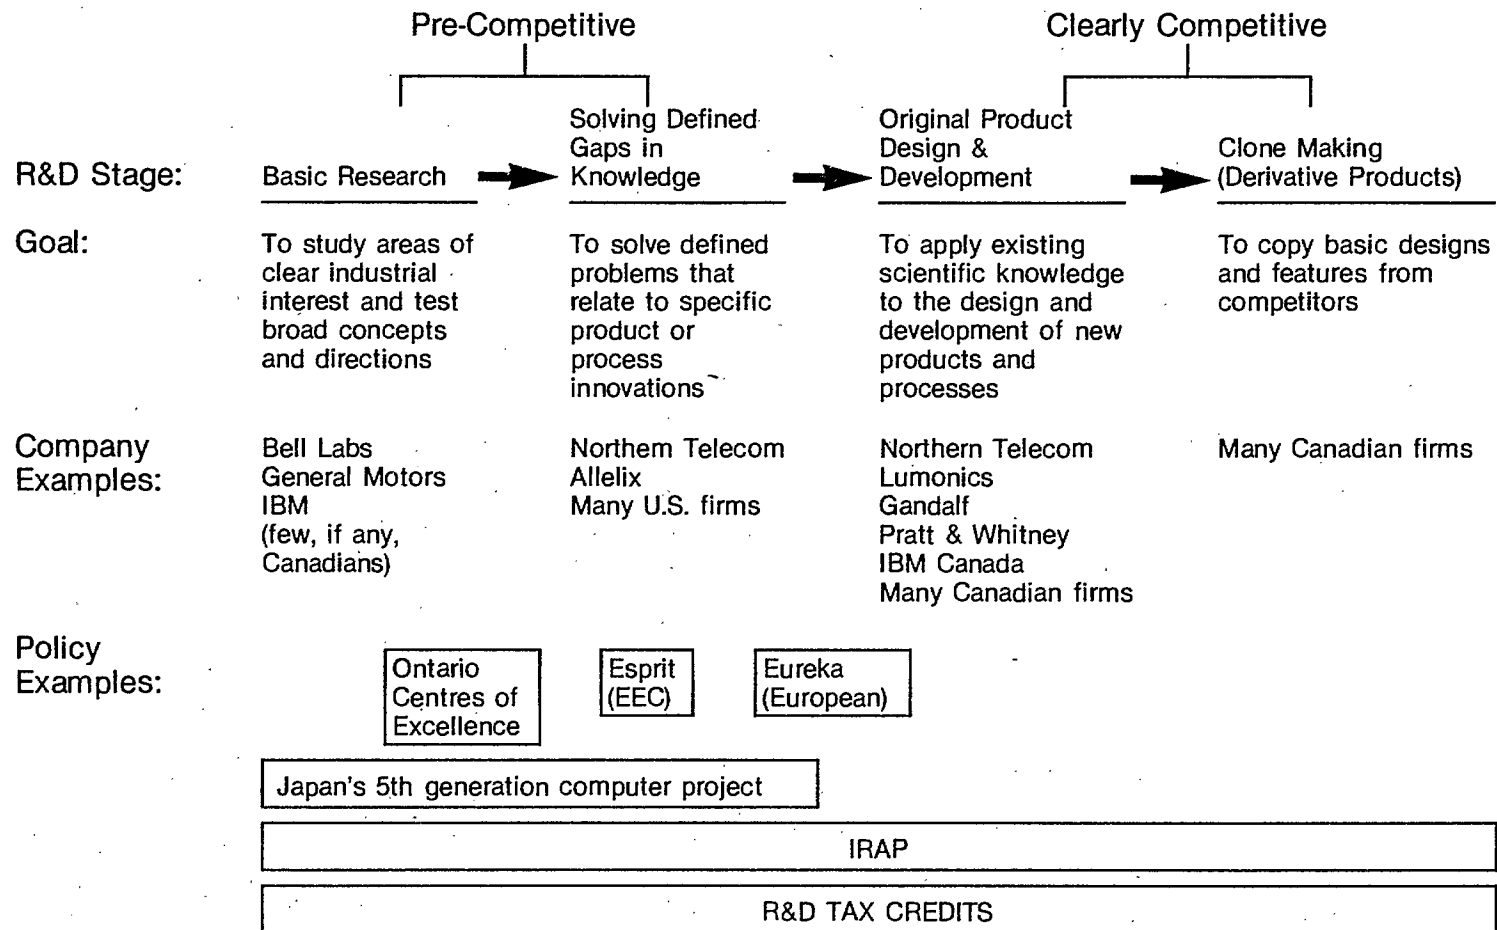 Pre-Competitive
Clearly Competitive
R&D Stage:
Basic Research
Solving Defined
Gaps in
Knowledge
Original Product
Design &
Development
Clone Making
(Derivative Products)
Goal:
To study areas of
clear industrial
interest and test
broad concepts
and directions
To solve defined
problems that
relate to specific
product or
process
innovations
To apply existing
scientific knowledge
to the design and
development of new
products and
processes
To copy basic designs
and features from
competitors
Company
Examples:
Bell Labs
General Motors
IBM
(few, if any,
Canadians)
Northern Telecom
Allelix
Many U.S. firms
Northern Telecom
Lumonics
Gandalf
Pratt & Whitney
IBM Canada
Many Canadian firms
Many Canadian firms
Policy
Examples:
Ontario
Centres of
Excellence
Esprit
(EEC)
Eureka
(European)
Japan's 5th generation computer project
IRAP
R&D TAX CREDITS